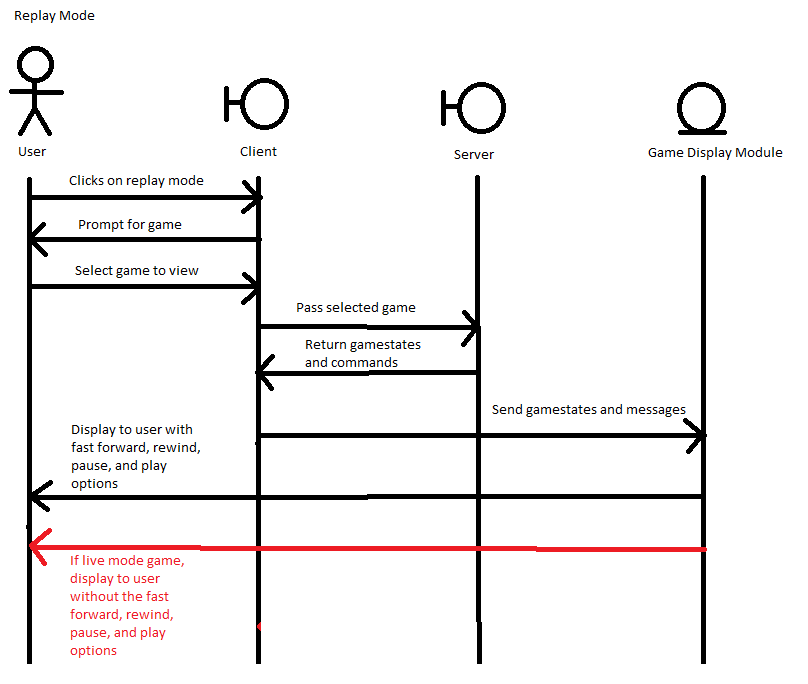 Replay Mode
User
Client
Server
Game Display Module
Clicks on replay mode
Prompt for game
Select game to view
Pass selected game
Return gamestates
and commands
Send gamestates and messages
Display to user with
fast forward, rewind,
pause, and play
options
If live mode game,
display to user
without the fast
forward, rewind,
pause, and play
options